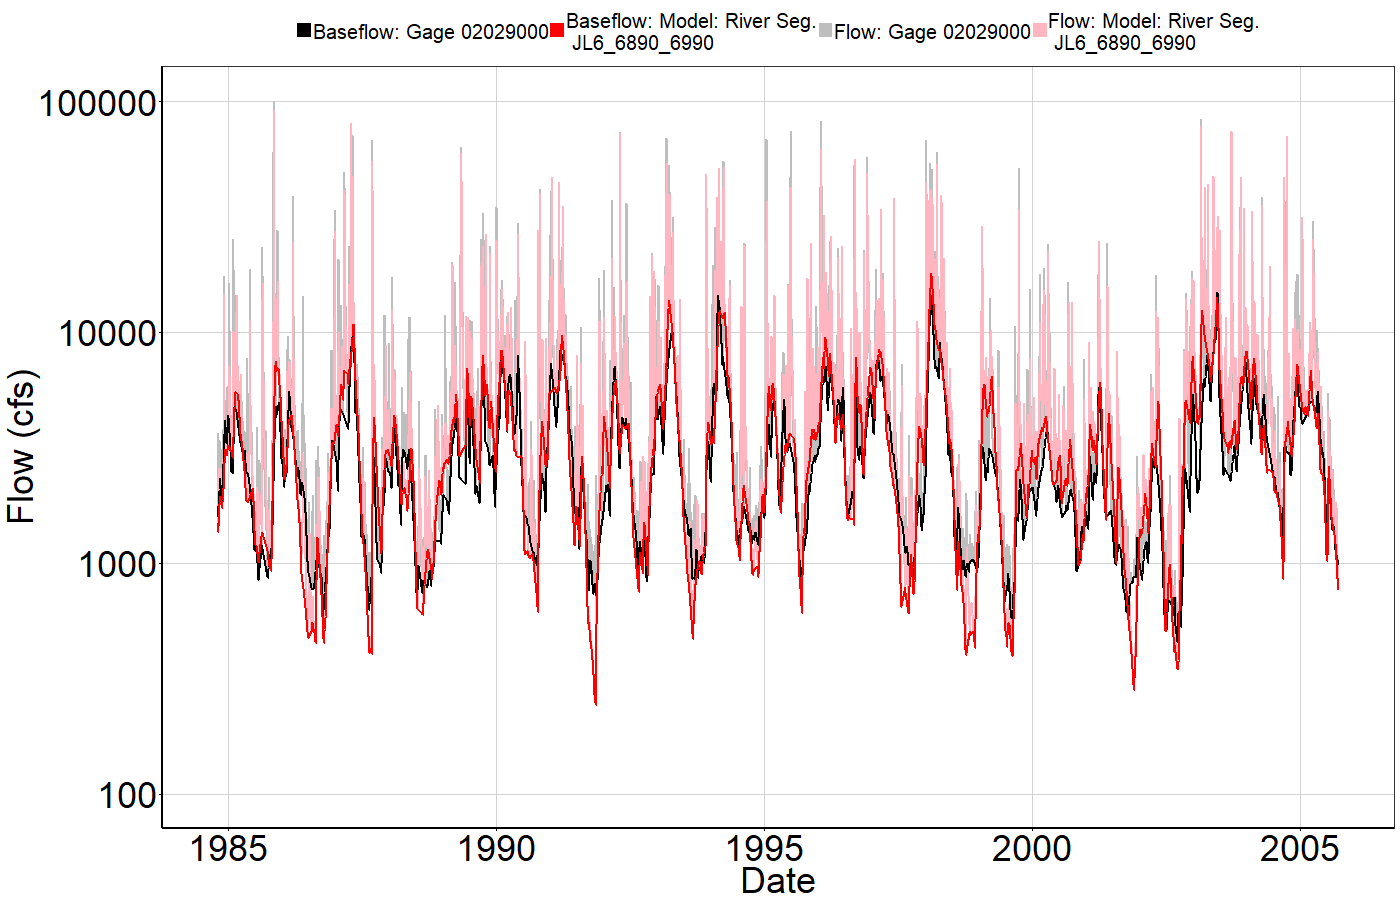 Baseflow: Gage 02029000
Baseflow: Model: River Seg.
JL6_6890_6990
Flow: Gage 02029000
Flow: Model: River Seg.
JL6_6890_6990
Flow (cfs)
100000
10000
1000
100
1985
1990
1995
2000
2005
Date